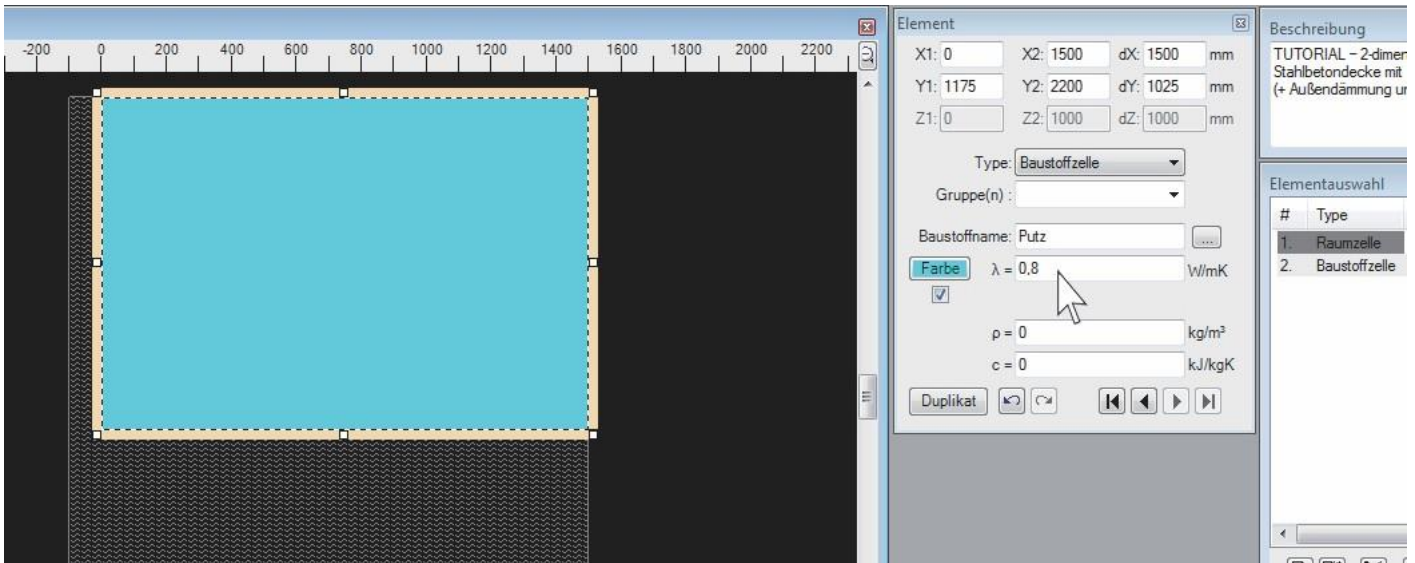 -200 0 200 400 600 800 1000 1200 1400 1600 1800 2000 2200
Element
X1: 0 X2: 1500 dX: 1500 mm
Y1: 1175 Y2: 2200 dY: 1025 mm
Z1: 0 Z2: 1000 dZ: 1000 mm
Type: Baustoffzelle
Gruppe(n) :
Baustoffname: Putz ...
Farbe λ = 0,8 W/mK
ρ = 0 kg/m³
c = 0 kJ/kgK
Duplikat
Beschreibung
TUTORIAL – 2-dimen
Stahlbetondecke mit
(+ Außendämmung un
Elementauswahl
# Type
1. Raumzelle
2. Baustoffzelle